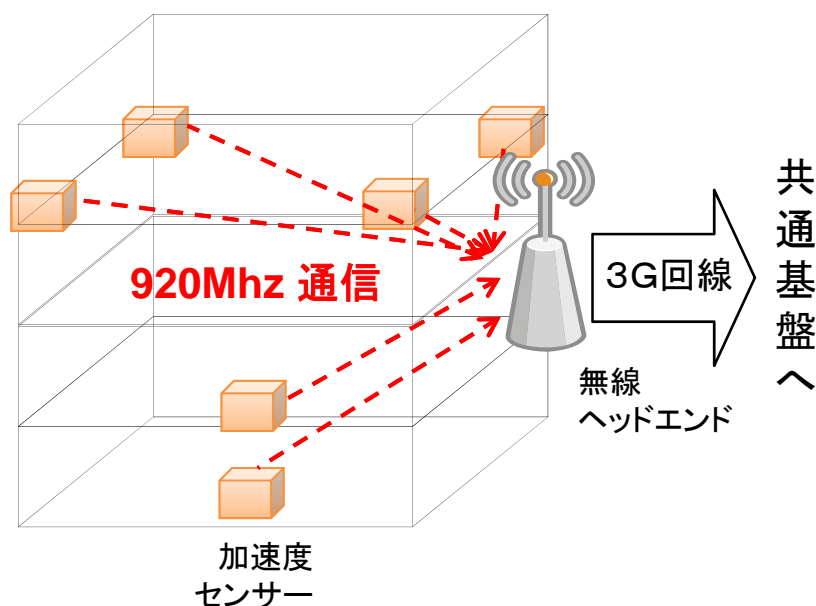 920Mhz 通信
3G回線
共通基盤へ
無線
ヘッドエンド
加速度
センサー